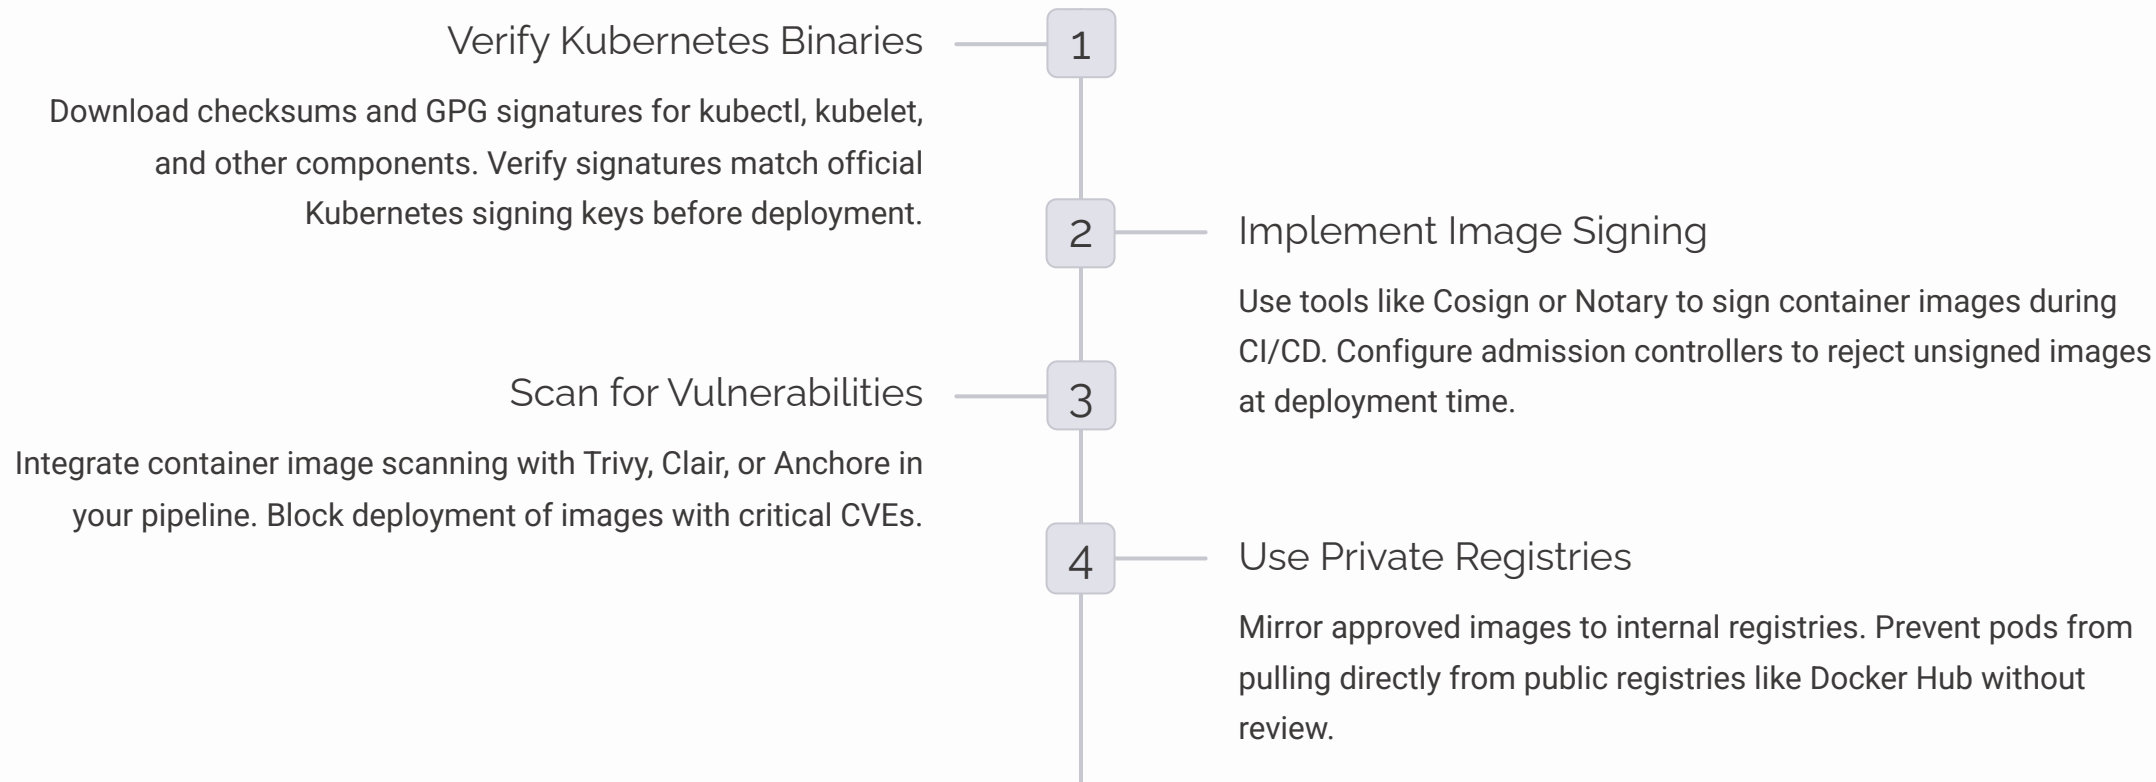 Verify Kubernetes Binaries
1
Download checksums and GPG signatures for kubectl, kubelet,
and other components. Verify signatures match official
Kubernetes signing keys before deployment.
2
Implement Image Signing
Use tools like Cosign or Notary to sign container images during
CI/CD. Configure admission controllers to reject unsigned images
at deployment time.
Scan for Vulnerabilities
3
Integrate container image scanning with Trivy, Clair, or Anchore in
your pipeline. Block deployment of images with critical CVEs.
4
Use Private Registries
Mirror approved images to internal registries. Prevent pods from
pulling directly from public registries like Docker Hub without
review.